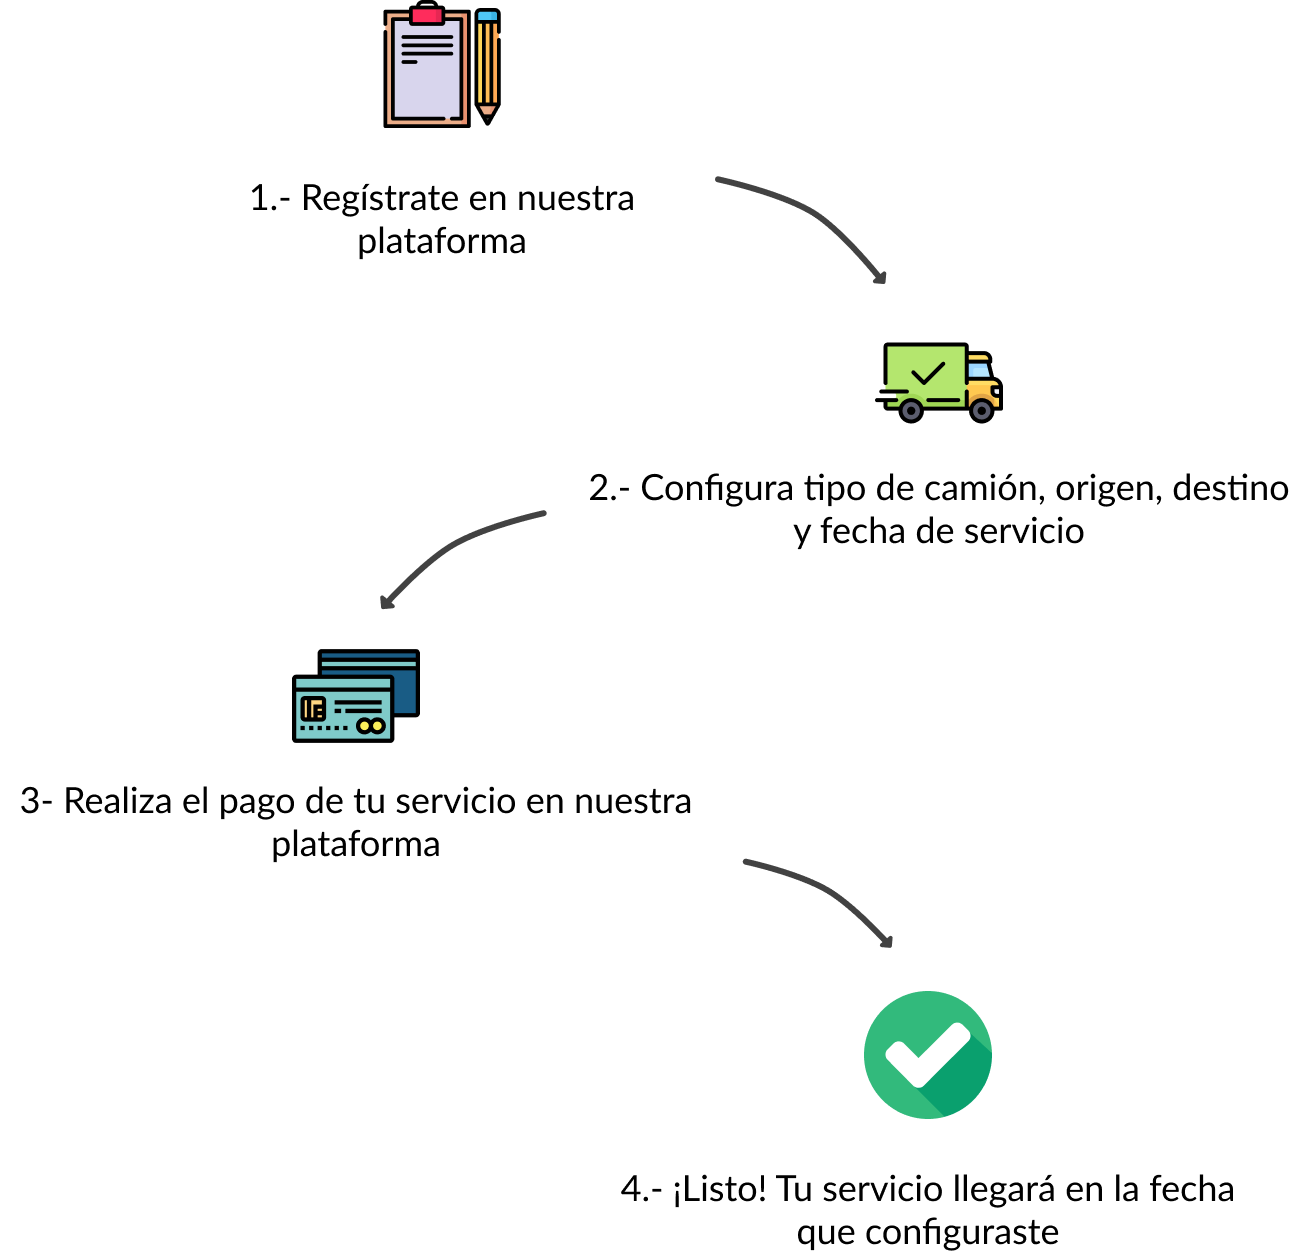 1.- Regístrate en nuestra
plataforma
2.- Configura tipo de camión, origen, destino
y fecha de servicio
3- Realiza el pago de tu servicio en nuestra
plataforma
4.- ¡Listo! Tu servicio llegará en la fecha
que configuraste